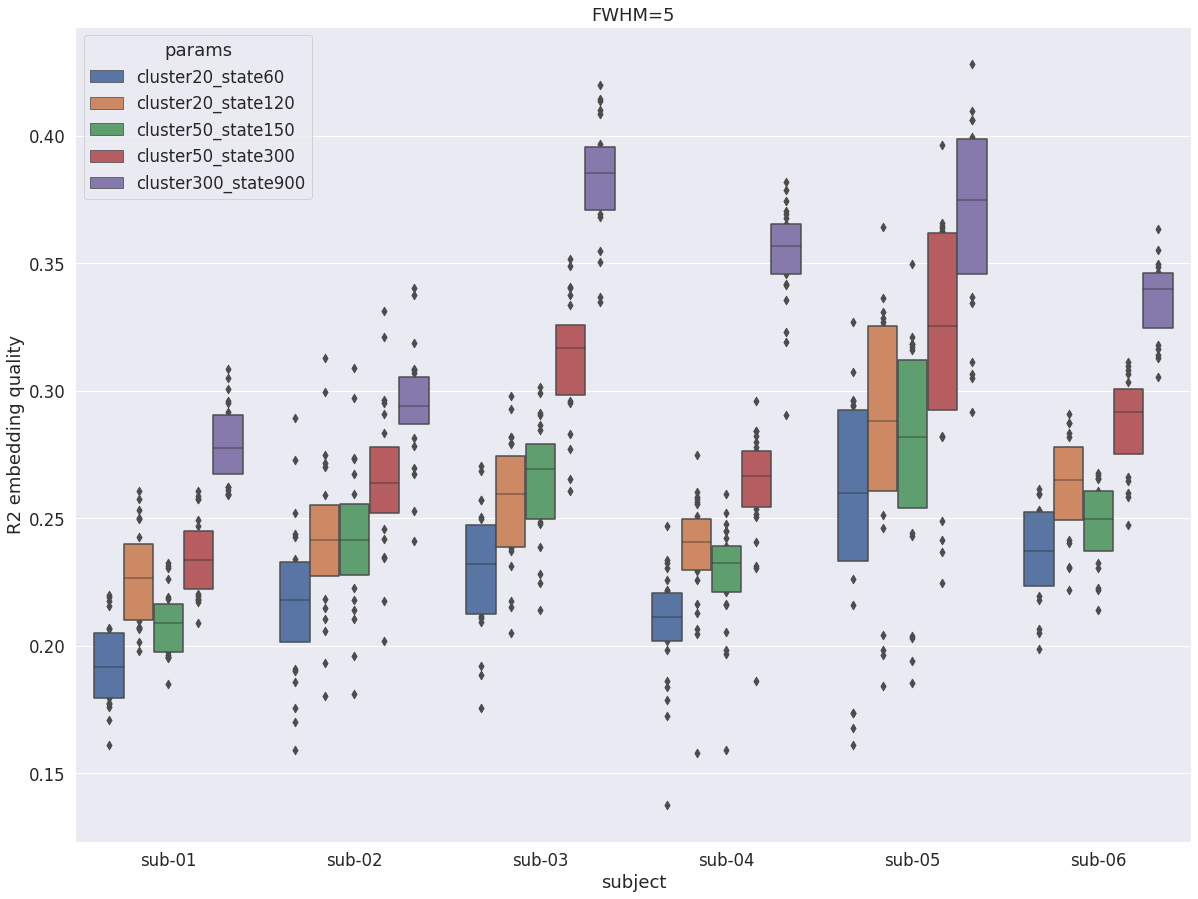 FWHM=5
params
cluster20_state60
cluster20_state120
cluster50_state150
cluster50_state300
cluster300_state900
R2 embedding quality
0.40
0.35
0.30
0.25
0.20
0.15
sub-01 sub-02 sub-03 sub-04 sub-05 sub-06
subject